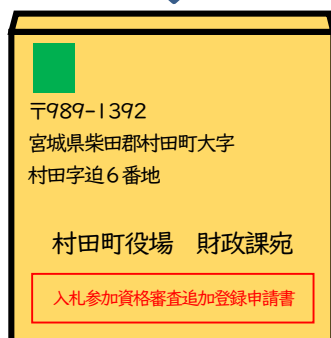 〒989-1392
宮城県柴田郡村田町大字
村田字迫６番地
村田町役場　財政課宛
入札参加資格審査追加登録申請書